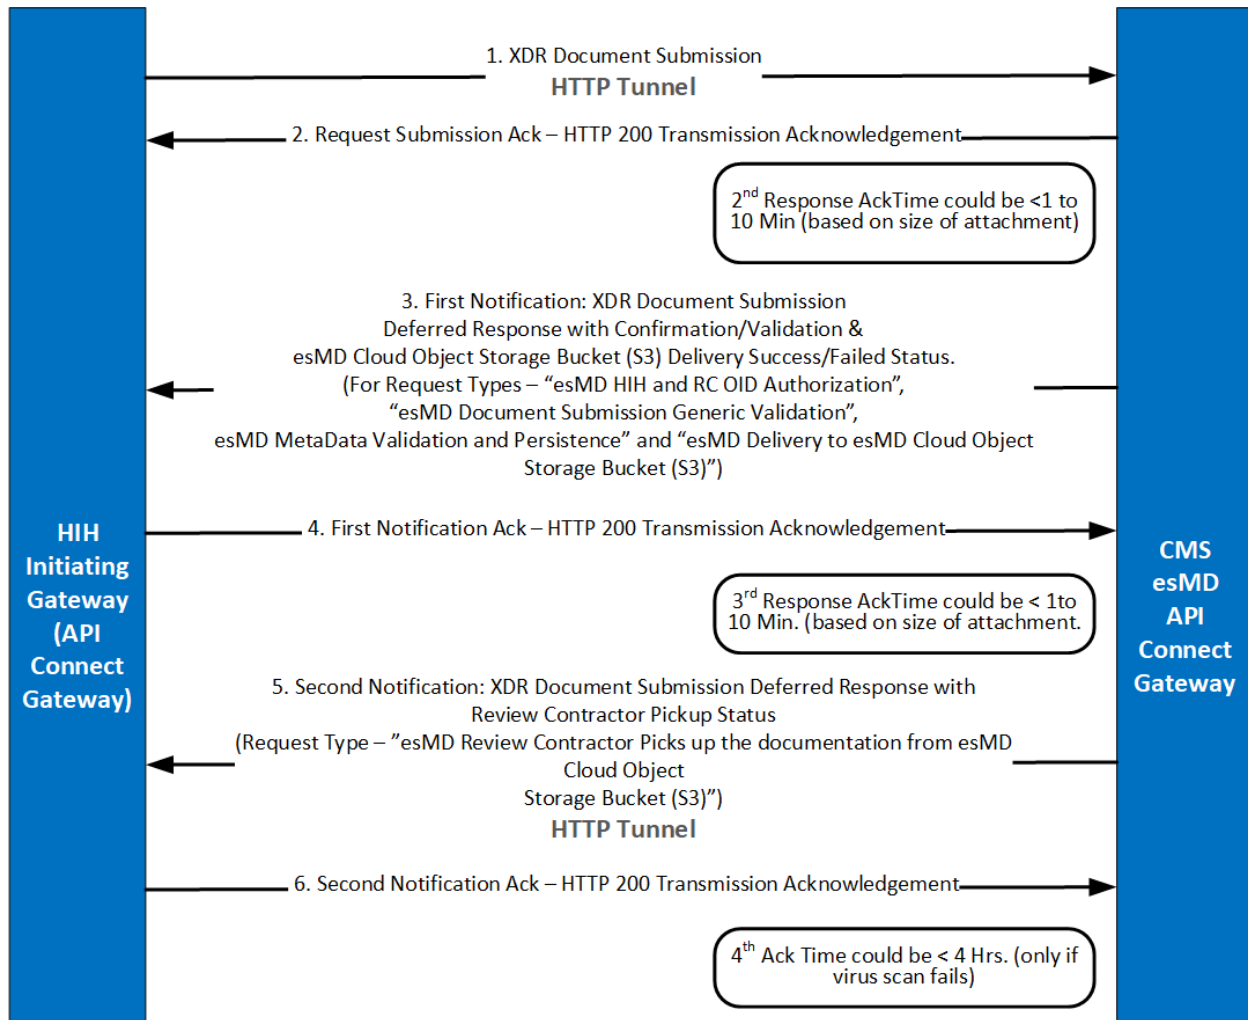 1. XDR Document Submission
HTTP Tunnel
2. Request Submission Ack – HTTP 200 Transmission Acknowledgement
2nd Response AckTime could be <1 to
10 Min (based on size of attachment)
3. First Notification: XDR Document Submission
Deferred Response with Confirmation/Validation &
esMD Cloud Object Storage Bucket (S3) Delivery Success/Failed Status.
(For Request Types – “esMD HIH and RC OID Authorization”,
“esMD Document Submission Generic Validation”,
esMD MetaData Validation and Persistence” and “esMD Delivery to esMD Cloud Object
Storage Bucket (S3)”)
4. First Notification Ack – HTTP 200 Transmission Acknowledgement
HIH
Initiating
Gateway
(API
Connect
Gateway)
CMS
esMD
API
Connect
Gateway
3rd Response AckTime could be < 1to
10 Min. (based on size of attachment.
5. Second Notification: XDR Document Submission Deferred Response with
Review Contractor Pickup Status
(Request Type – ”esMD Review Contractor Picks up the documentation from esMD
Cloud Object
Storage Bucket (S3)”)
HTTP Tunnel
6. Second Notification Ack – HTTP 200 Transmission Acknowledgement
4th Ack Time could be < 4 Hrs. (only if
virus scan fails)